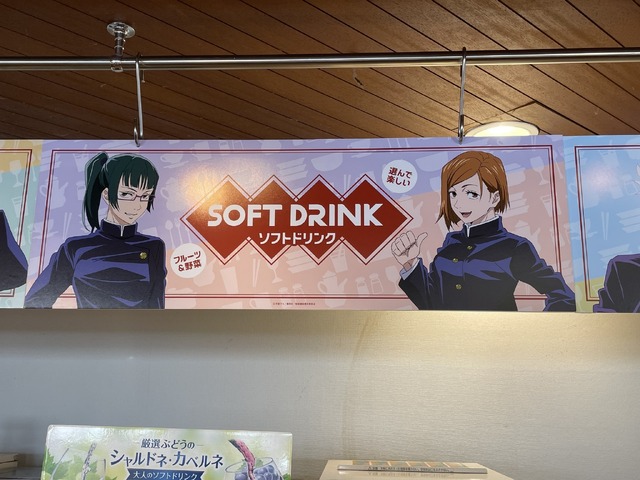 選んで
楽しい
SOFT DRINK
ソフトドリンク
フルーツ
&野菜
厳選ぶどうの
シャルドネ・カベルネ
大人のソフトドリンク